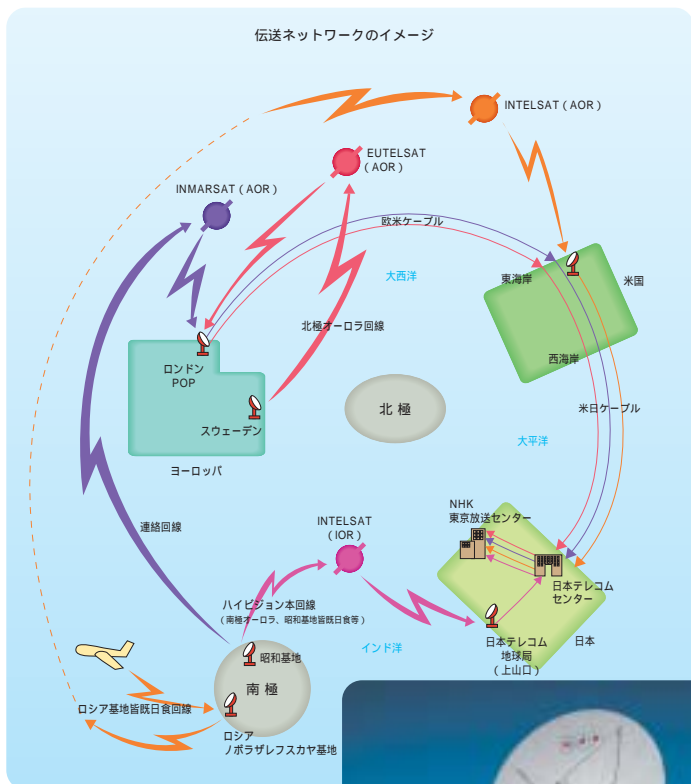 伝送ネットワークのイメージ
INTELSAT（AOR）
EUTELSAT
（AOR）
INMARSAT（AOR）
欧米ケーブル
大西洋
東海岸
米国
北極オーロラ回線
西海岸
ロンドン
POP
スウェーデン
北 極
米日ケーブル
大平洋
ヨーロッパ
NHK
東京放送センター
INTELSAT
（IOR）
連絡回線
日本テレコム
センター
ハイビジョン本回線
（南極オーロラ、昭和基地皆既日食等）
インド洋
日本テレコム
地球局
（上山口）
日本
昭和基地
南 極
ロシア基地皆既日食回線
ロシア
ノボラザレフスカヤ基地